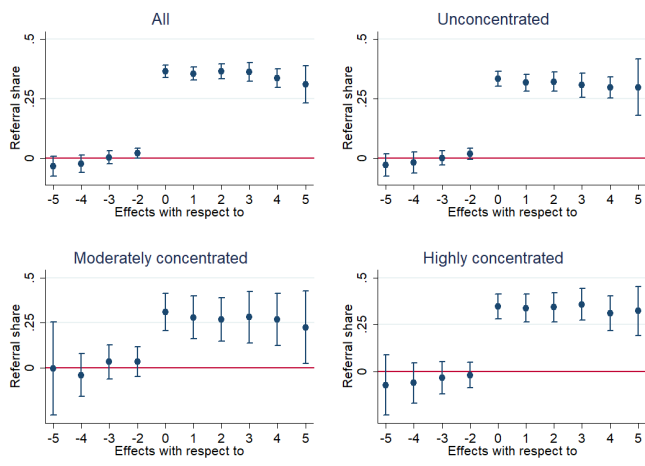 All
Referral share
.5
.25
0
-5 -4 -3 -2 0 1 2 3 4 5
Effects with respect to
Unconcentrated
Referral share
.5
.25
0
-5 -4 -3 -2 0 1 2 3 4 5
Effects with respect to
Moderately concentrated
Referral share
.5
.25
0
-5 -4 -3 -2 0 1 2 3 4 5
Effects with respect to
Highly concentrated
Referral share
.5
.25
0
-5 -4 -3 -2 0 1 2 3 4 5
Effects with respect to